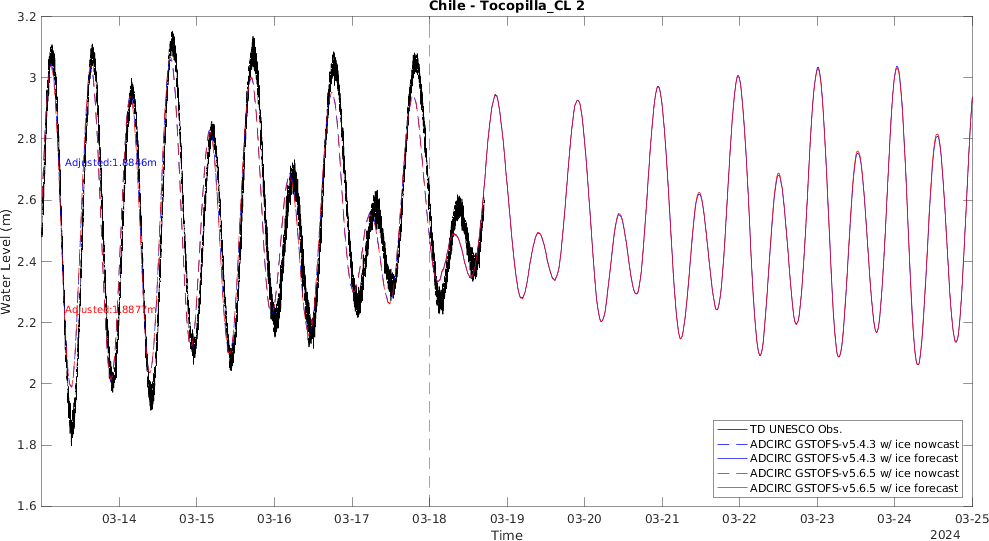 Chile - Tocopilla_CL 2
3.2
3
2.8
2.6
2.4
2.2
2
1.8
1.6
Water Level (m)
Adjusted:1.8846m
Adjusted:1.8877m
TD UNESCO Obs.
ADCIRC GSTOFS-v5.4.3 w/ ice nowcast
ADCIRC GSTOFS-v5.4.3 w/ ice forecast
ADCIRC GSTOFS-v5.6.5 w/ ice nowcast
ADCIRC GSTOFS-v5.6.5 w/ ice forecast
03-14 03-15 03-16 03-17 03-18 03-19 03-20 03-21 03-22 03-23 03-24 03-25
Time
2024